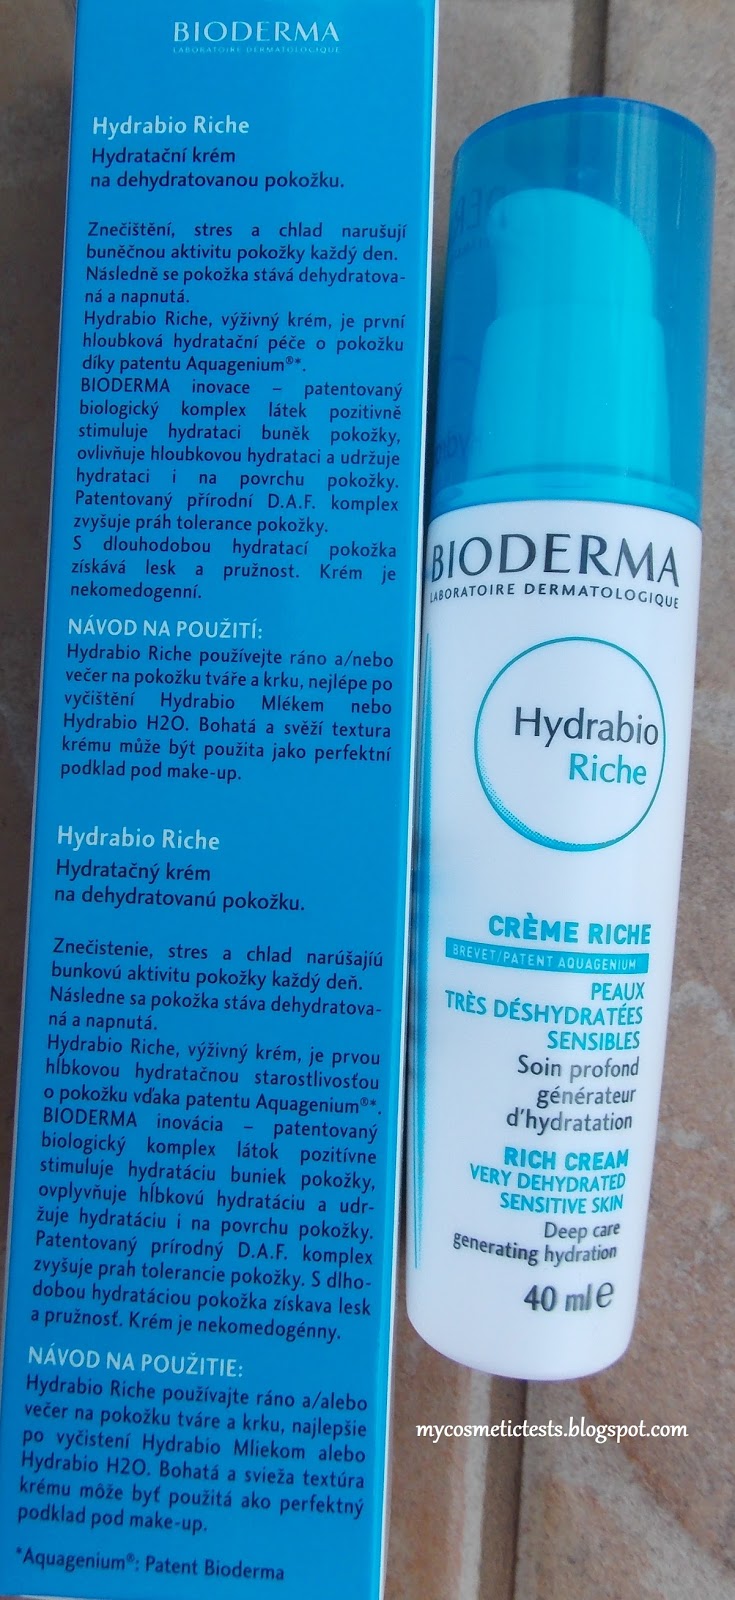 BIODERMA
LABORATOIRE DERMATOLOGIQUE
Hydrabio Riche
Hydratační krém
na dehydratovanou pokožku.
Znečištění, stres a chlad narušují
buněčnou aktivitu pokožky každý den.
Následně se pokožka stává dehydratova-
ná a napnutá.
Hydrabio Riche, výživný krém, je první
hloubková hydratační péče o pokožku
díky patentu Aquagenium®*.
BIODERMA inovace – patentovaný
biologický komplex látek pozitivně
stimuluje hydrataci buněk pokožky,
ovlivňuje hloubkovou hydrataci a udržuje
hydrataci i na povrchu pokožky.
Patentovaný přírodní D.A.F. komplex
zvyšuje práh tolerance pokožky.
S dlouhodobou hydratací pokožka
získává lesk a pružnost. Krém je
nekomedogenní.
NÁVOD NA POUŽITÍ:
Hydrabio Riche používejte ráno a/nebo
večer na pokožku tváře a krku, nejlépe po
vyčištění Hydrabio Mlékem nebo
Hydrabio H2O. Bohatá a svěží textura
krému může být použita jako perfektní
podklad pod make-up.
Hydrabio Riche
Hydratačný krém
na dehydratovanú pokožku.
Znečistenie, stres a chlad narúšajíú
bunkovú aktivitu pokožky každý deň.
Následne sa pokožka stáva dehydratova-
ná a napnutá.
Hydrabio Riche, výživný krém, je prvou
hĺbkovou hydratačnou starostlivosťou
o pokožku vďaka patentu Aquagenium®*.
BIODERMA inovácia – patentovaný
biologický komplex látok pozitívne
stimuluje hydratáciu buniek pokožky,
ovplyvňuje hĺbkovú hydratáciu a udr-
žuje hydratáciu i na povrchu pokožky.
Patentovaný prírodný D.A.F. komplex
zvyšuje prah tolerancie pokožky. S dlho-
dobou hydratáciou pokožka získava lesk
a pružnosť. Krém je nekomedogénny.
NÁVOD NA POUŽITIE:
Hydrabio Riche používajte ráno a/alebo
večer na pokožku tváre a krku, najlepšie
po vyčistení Hydrabio Mliekom alebo
Hydrabio H2O. Bohatá a svieža textúra
krému môže byť použitá ako perfektný
podklad pod make-up.
*Aquagenium®: Patent Bioderma
BIODERMA
LABORATOIRE DERMATOLOGIQUE
Hydrabio
Riche
CRÈME RICHE
BREVET/PATENT AQUAGENIUM
PEAUX
TRÈS DÉSHYDRATÉES
SENSIBLES
Soin profond
générateur
d'hydratation
RICH CREAM
VERY DEHYDRATED
SENSITIVE SKIN
Deep care
generating hydration
40 ml e
mycosmetictests.blogspot.com